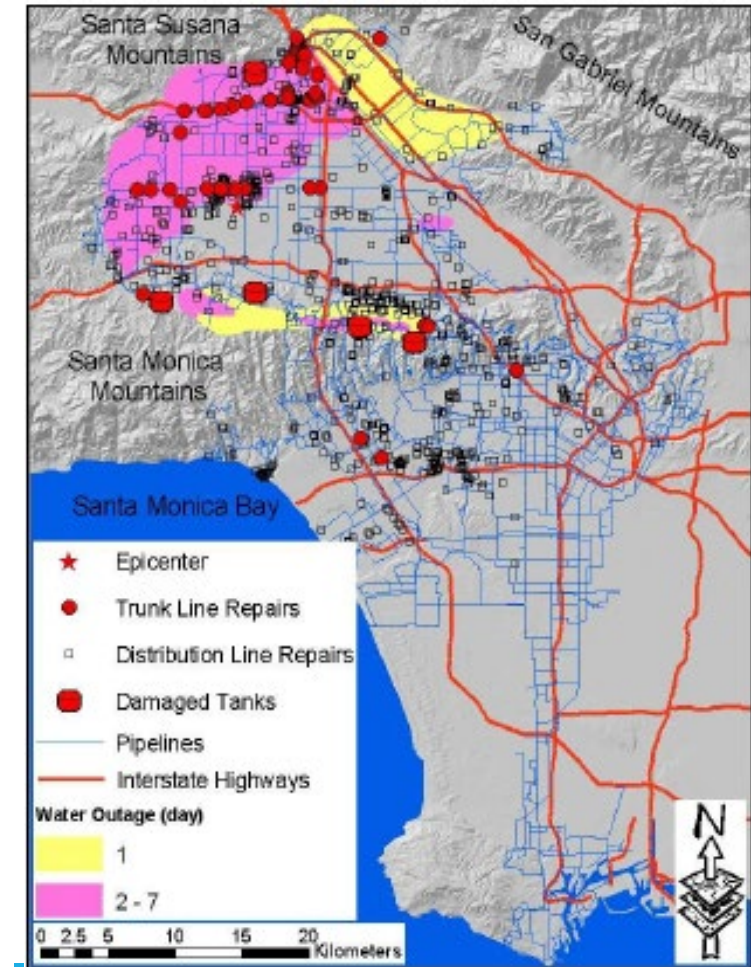 Santa Susana
Mountains
San Gabriel Mountains
Santa Monica
Mountains
Santa Monica Bay
Epicenter
Trunk Line Repairs
Distribution Line Repairs
Damaged Tanks
Pipelines
Interstate Highways
Water Outage (day)
1
2 - 7
0 2.5 5 10 15 20
Kilometers
N